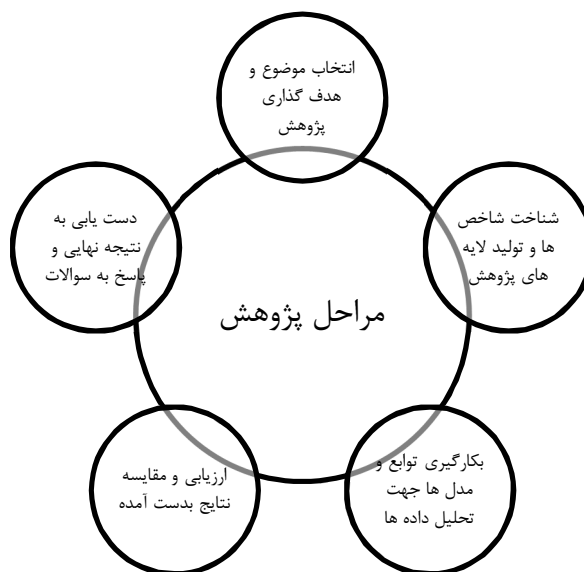 انتخاب موضوع و
هدف گذاری
پژوهش
شناخت شاخص
ها و تولید لایه
های پژوهش
بکارگیری توابع و
مدل ها جهت
تحلیل داده ها
ارزیابی و مقایسه
نتایج بدست آمده
دست یابی به
نتیجه نهایی و
پاسخ به سوالات
مراحل پژوهش